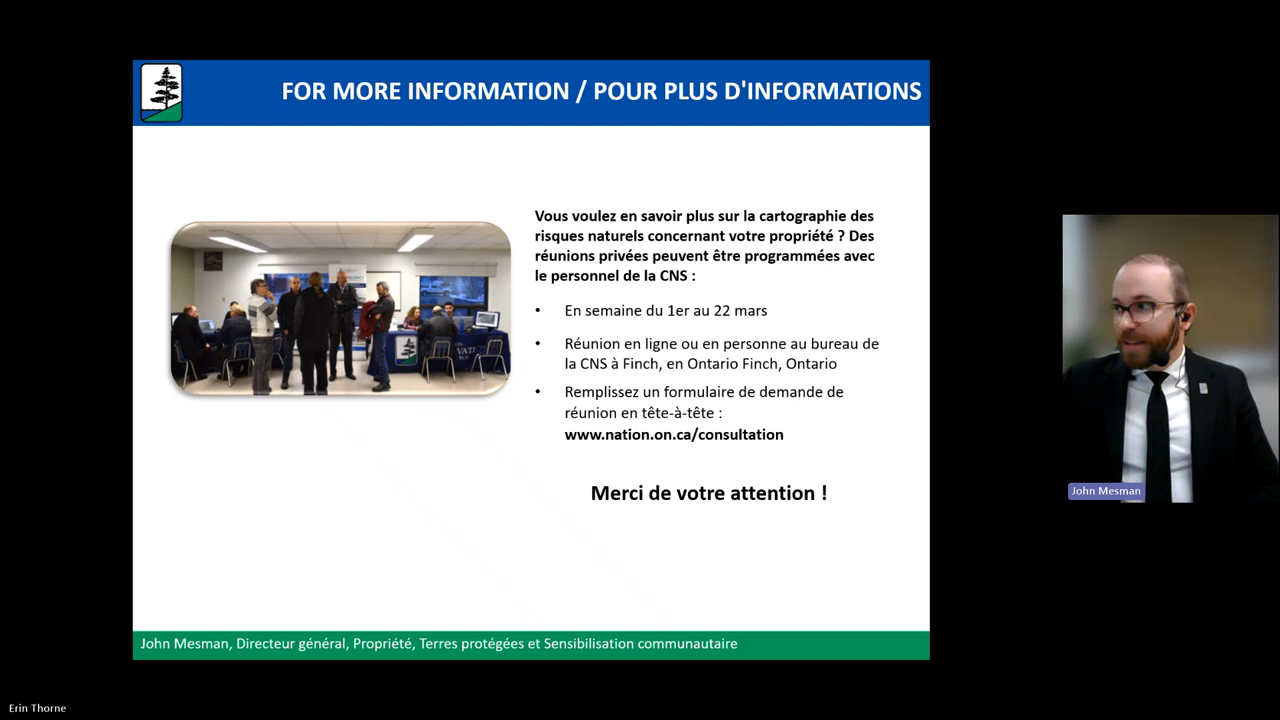 FOR MORE INFORMATION / POUR PLUS D'INFORMATIONS
Vous voulez en savoir plus sur la cartographie des
risques naturels concernant votre propriété ? Des
réunions privées peuvent être programmées avec
le personnel de la CNS :
• En semaine du 1er au 22 mars
• Réunion en ligne ou en personne au bureau de
la CNS à Finch, en Ontario Finch, Ontario
• Remplissez un formulaire de demande de
réunion en tête-à-tête :
www.nation.on.ca/consultation
Merci de votre attention !
John Mesman, Directeur général, Propriété, Terres protégées et Sensibilisation communautaire
John Mesman
Erin Thorne